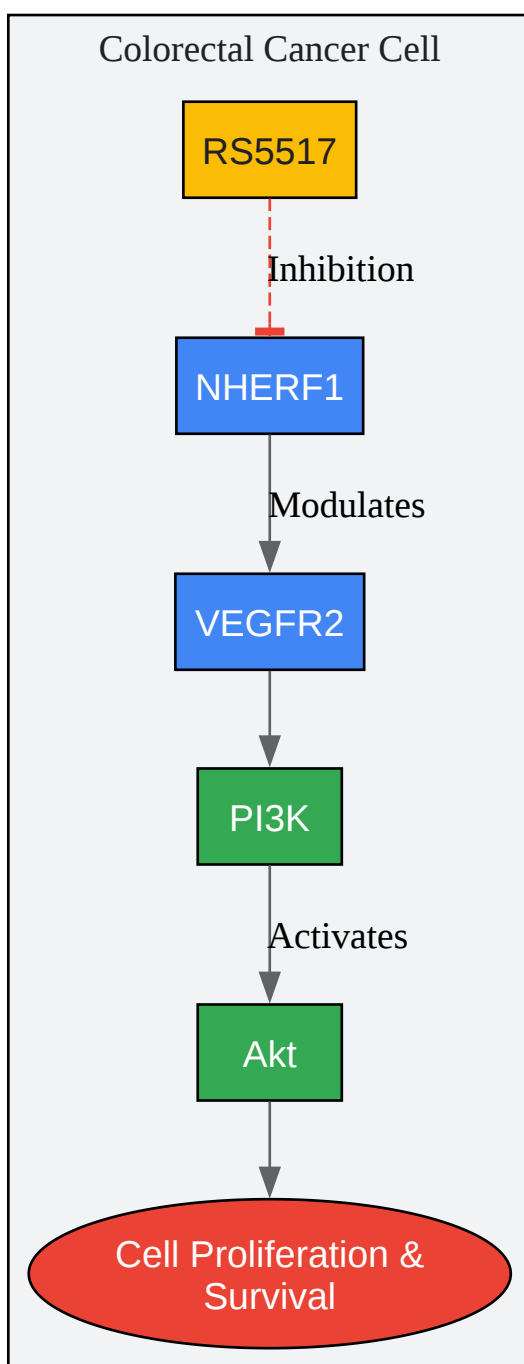 Colorectal Cancer Cell
RS5517
Inhibition
NHERF1
Modulates
VEGFR2
PI3K
Activates
Akt
Cell Proliferation &
Survival